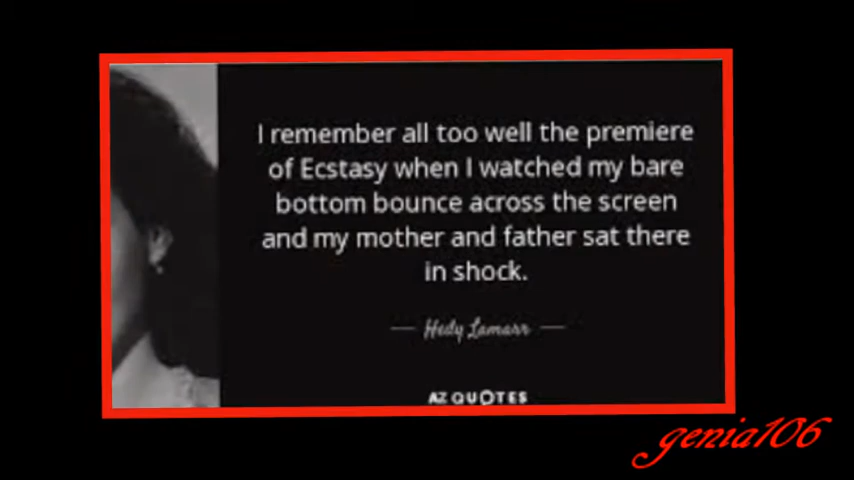 I remember all too well the premiere
of Ecstasy when I watched my bare
bottom bounce across the screen
and my mother and father sat there
in shock.
— Hedy Lamarr —
AZ QUOTES
genia106